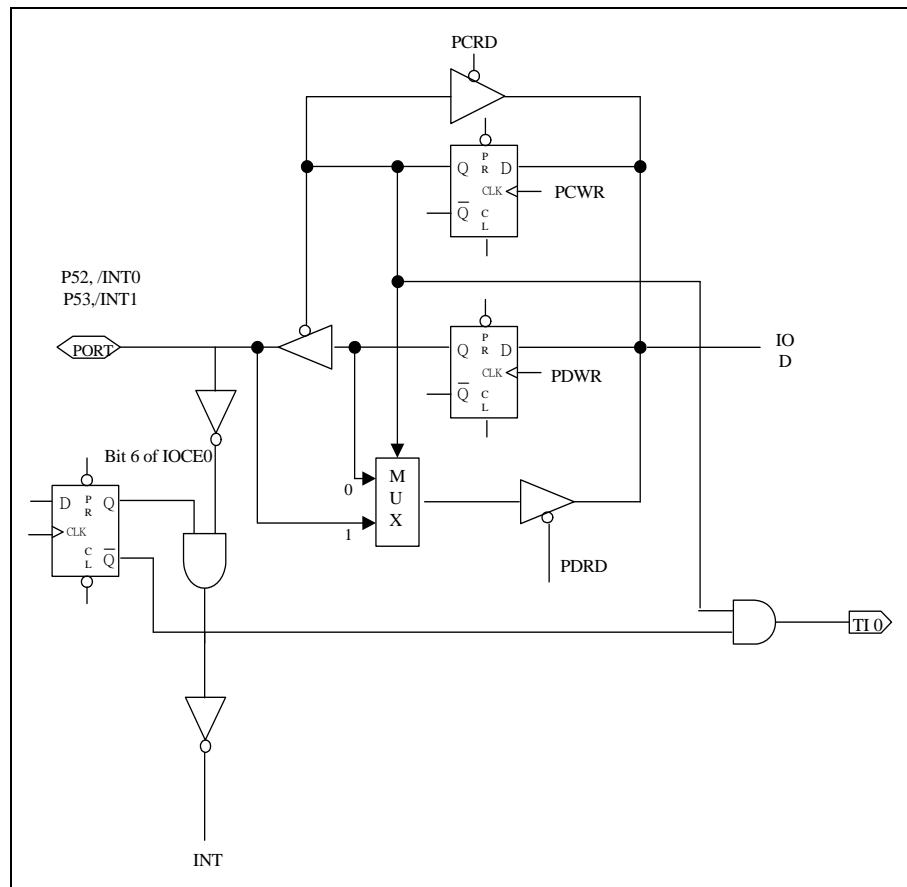 PCRD
Q P R D
CLK
PCWR
Q C L
P52, /INT0
P53,/INT1
PORT
Q P R D
CLK
PDWR
Q C L
IO
D
Bit 6 of IOCE0
D P R Q
CLK
C L Q
0
1
M
U
X
PDRD
TI 0
INT